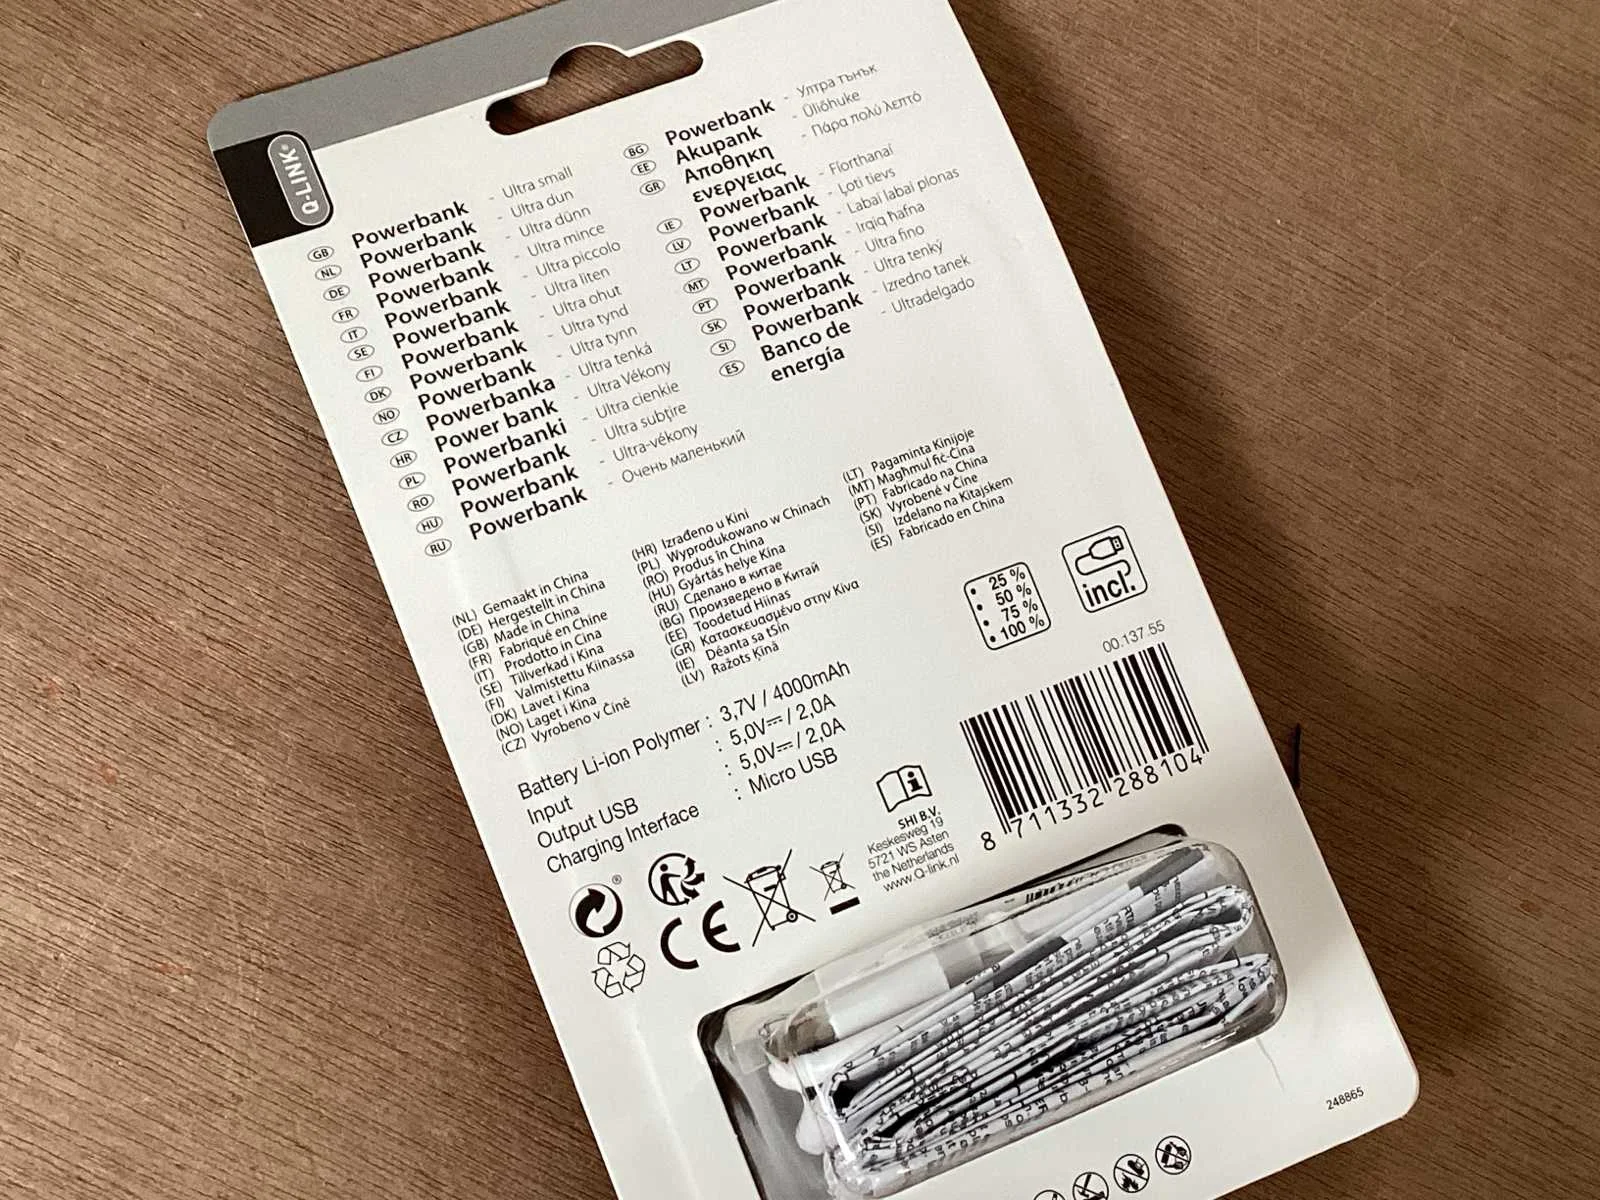 Q-LINK®
GB Powerbank - Ultra small
NL Powerbank - Ultra dun
DE Powerbank - Ultra dünn
FR Powerbank - Ultra mince
IT Powerbank - Ultra piccolo
SE Powerbank - Ultra liten
FI Powerbank - Ultra ohut
DK Powerbank - Ultra tynd
NO Powerbank - Ultra tynn
CZ Powerbanka - Ultra tenká
HR Power bank - Ultra Vékony
PL Powerbanki - Ultra cienkie
RO Powerbank - Ultra subțire
HU Powerbank - Ultra-vékony
RU Powerbank - Очень маленький
BG Powerbank - Ултра тънък
EE Akupank - Üliõhuke
GR Αποθηκη - Πάρα πολύ λεπτό
ενεργειας
IE Powerbank - Fíorthanaí
LV Powerbank - Ļoti tievs
LT Powerbank - Labai labai plonas
MT Powerbank - Irqiq ħafna
PT Powerbank - Ultra fino
SK Powerbank - Ultra tenký
SI Powerbank - Izredno tanek
ES Banco de - Ultradelgado
energía
(NL) Gemaakt in China
(DE) Hergestellt in China
(GB) Made in China
(FR) Fabriqué en Chine
(IT) Prodotto in Cina
(SE) Tillverkad i Kina
(FI) Valmistettu Kiinassa
(DK) Lavet i Kina
(NO) Laget i Kina
(CZ) Vyrobeno v Číně
(HR) Izrađeno u Kini
(PL) Wyprodukowano w Chinach
(RO) Produs în China
(HU) Gyártás helye Kína
(RU) Сделано в китае
(BG) Произведено в Китай
(EE) Toodetud Hiinas
(GR) Κατασκευασμένο στην Κίνα
(IE) Déanta sa tSín
(LV) Ražots Ķīnā
(LT) Pagaminta Kinijoje
(MT) Magħmul fiċ-Ċina
(PT) Fabricado na China
(SK) Vyrobené v Číne
(SI) Izdelano na Kitajskem
(ES) Fabricado en China
25 %
50 %
75 %
100 %
incl.
00.137.55
8 711332 288104
Battery Li-ion Polymer : 3,7V / 4000mAh
Input : 5,0V⎓ / 2,0A
Output USB : 5,0V⎓ / 2,0A
Charging Interface : Micro USB
SHI B.V.
Keskesweg 19
5721 WS Asten
the Netherlands
www.Q-link.nl
®
CE
248865